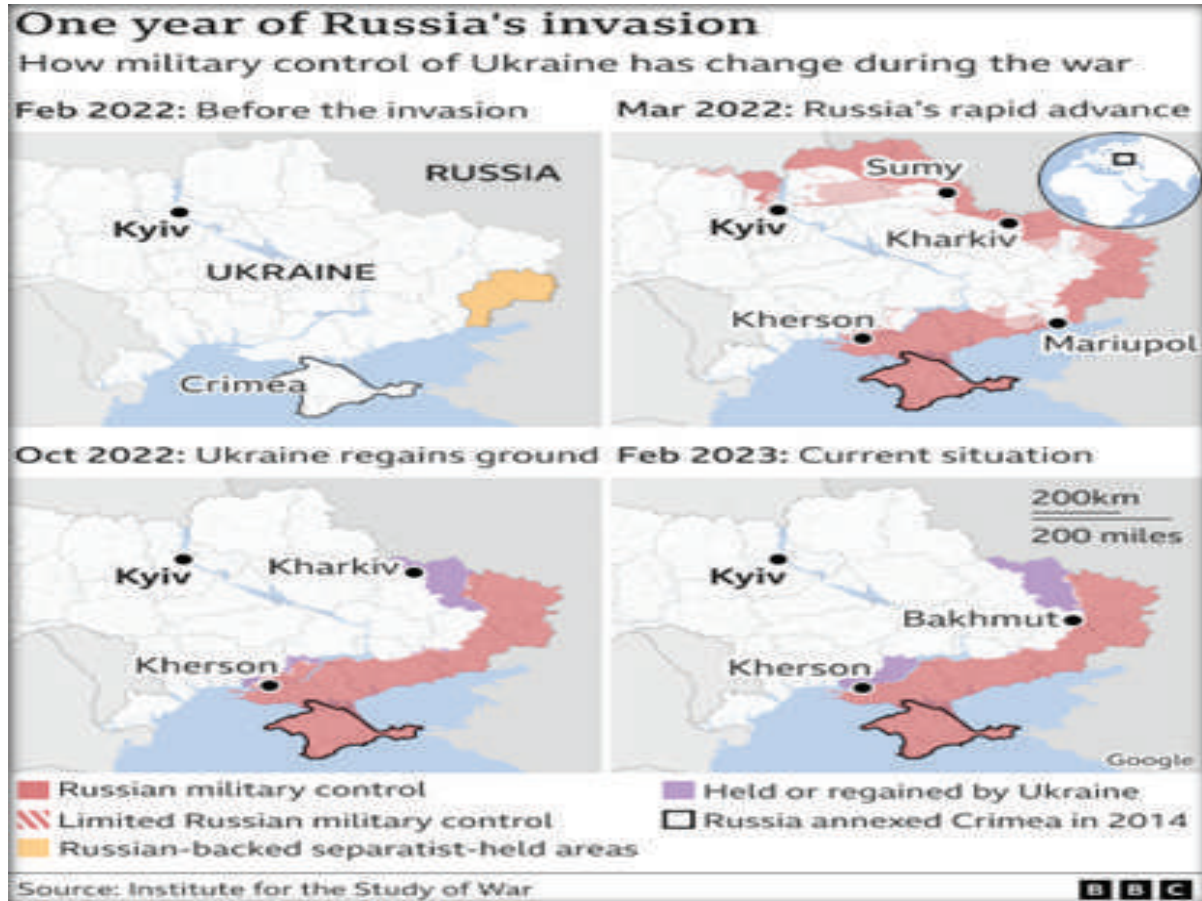 One year of Russia's invasion
How military control of Ukraine has change during the war
Feb 2022: Before the invasion
RUSSIA
Kyiv
UKRAINE
Crimea
Mar 2022: Russia's rapid advance
Sumy
Kyiv
Kharkiv
Kherson
Mariupol
Oct 2022: Ukraine regains ground
Kyiv
Kharkiv
Kherson
Feb 2023: Current situation
200km
200 miles
Kyiv
Bakhmut
Kherson
Google
Russian military control
Limited Russian military control
Russian-backed separatist-held areas
Held or regained by Ukraine
Russia annexed Crimea in 2014
Source: Institute for the Study of War
BBC